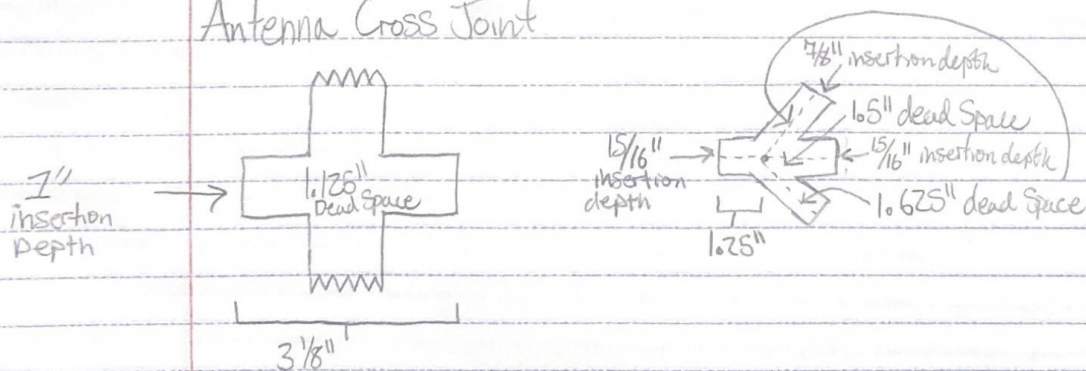 Antenna Cross Joint
1"
insertion
Depth
1.125"
Dead Space
3 1/8"
7/8" insertion depth
1.5" dead Space
15/16"
insertion
depth
15/16" insertion depth
1.625" dead Space
1.25"